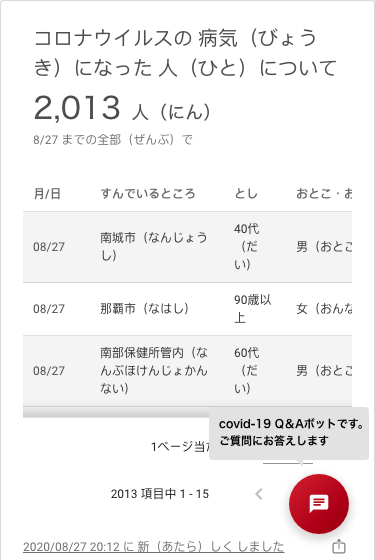 コロナウイルスの 病気（びょう
き）になった 人（ひと）について
2,013 人（にん）
8/27 までの全部（ぜんぶ）で
月/日 すんでいるところ とし おとこ・お
08/27 南城市（なんじょうし） 40代（だい） 男（おとこ
08/27 那覇市（なはし） 90歳以上 女（おんな
08/27 南部保健所管内（なんぶほけんじょかんない） 60代（だい） 男（おとこ
covid-19 Q&Aボットです。
ご質問にお答えします
1ページ当
2013 項目中 1 - 15
2020/08/27 20:12 に 新（あたら）しく しました